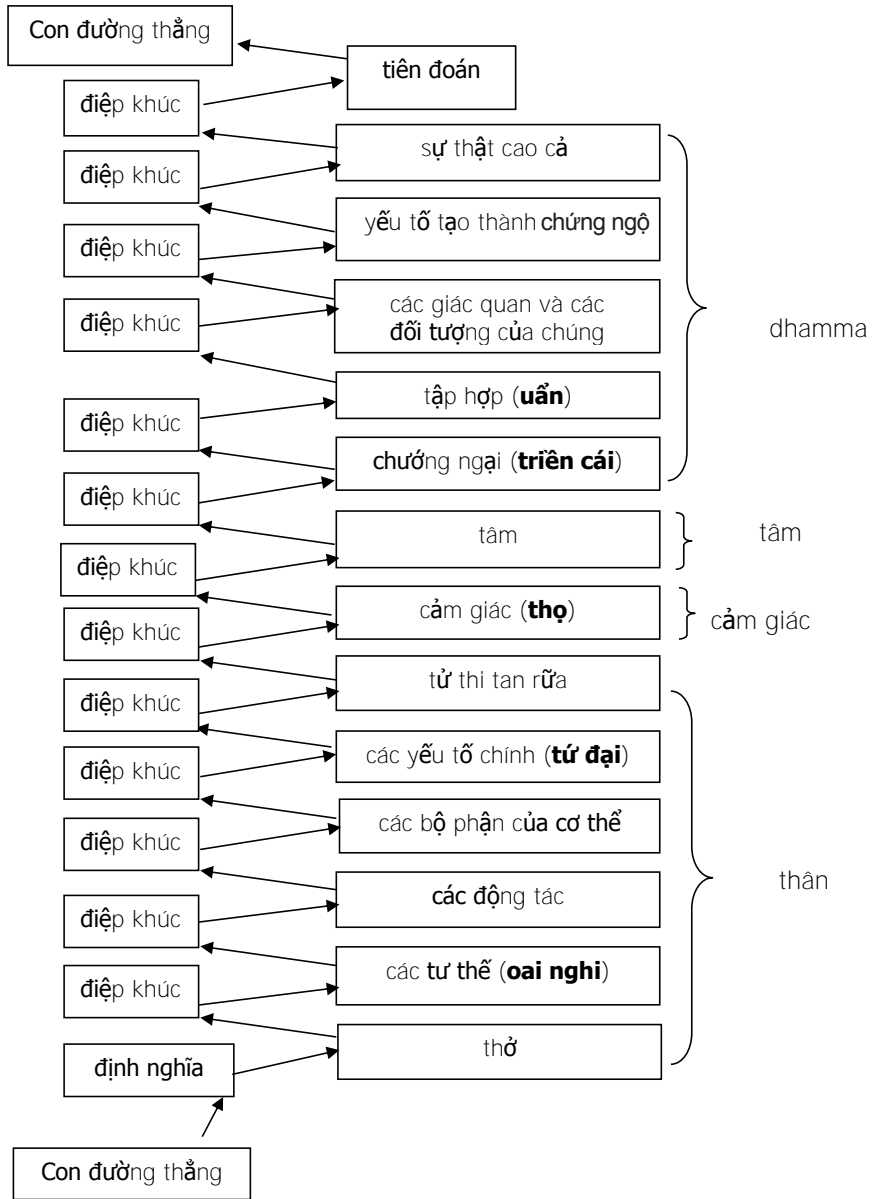 Con đường thẳng
tiên đoán
điệp khúc
sự thật cao cả
điệp khúc
yếu tố tạo thành chứng ngộ
điệp khúc
các giác quan và các
đối tượng của chúng
điệp khúc
dhamma
tập hợp (uẩn)
điệp khúc
chướng ngại (triền cái)
điệp khúc
tâm
tâm
điệp khúc
cảm giác (thọ)
cảm giác
điệp khúc
tử thi tan rữa
điệp khúc
các yếu tố chính (tứ đại)
điệp khúc
các bộ phận của cơ thể
điệp khúc
các động tác
thân
điệp khúc
các tư thế (oai nghi)
điệp khúc
thở
định nghĩa
Con đường thẳng